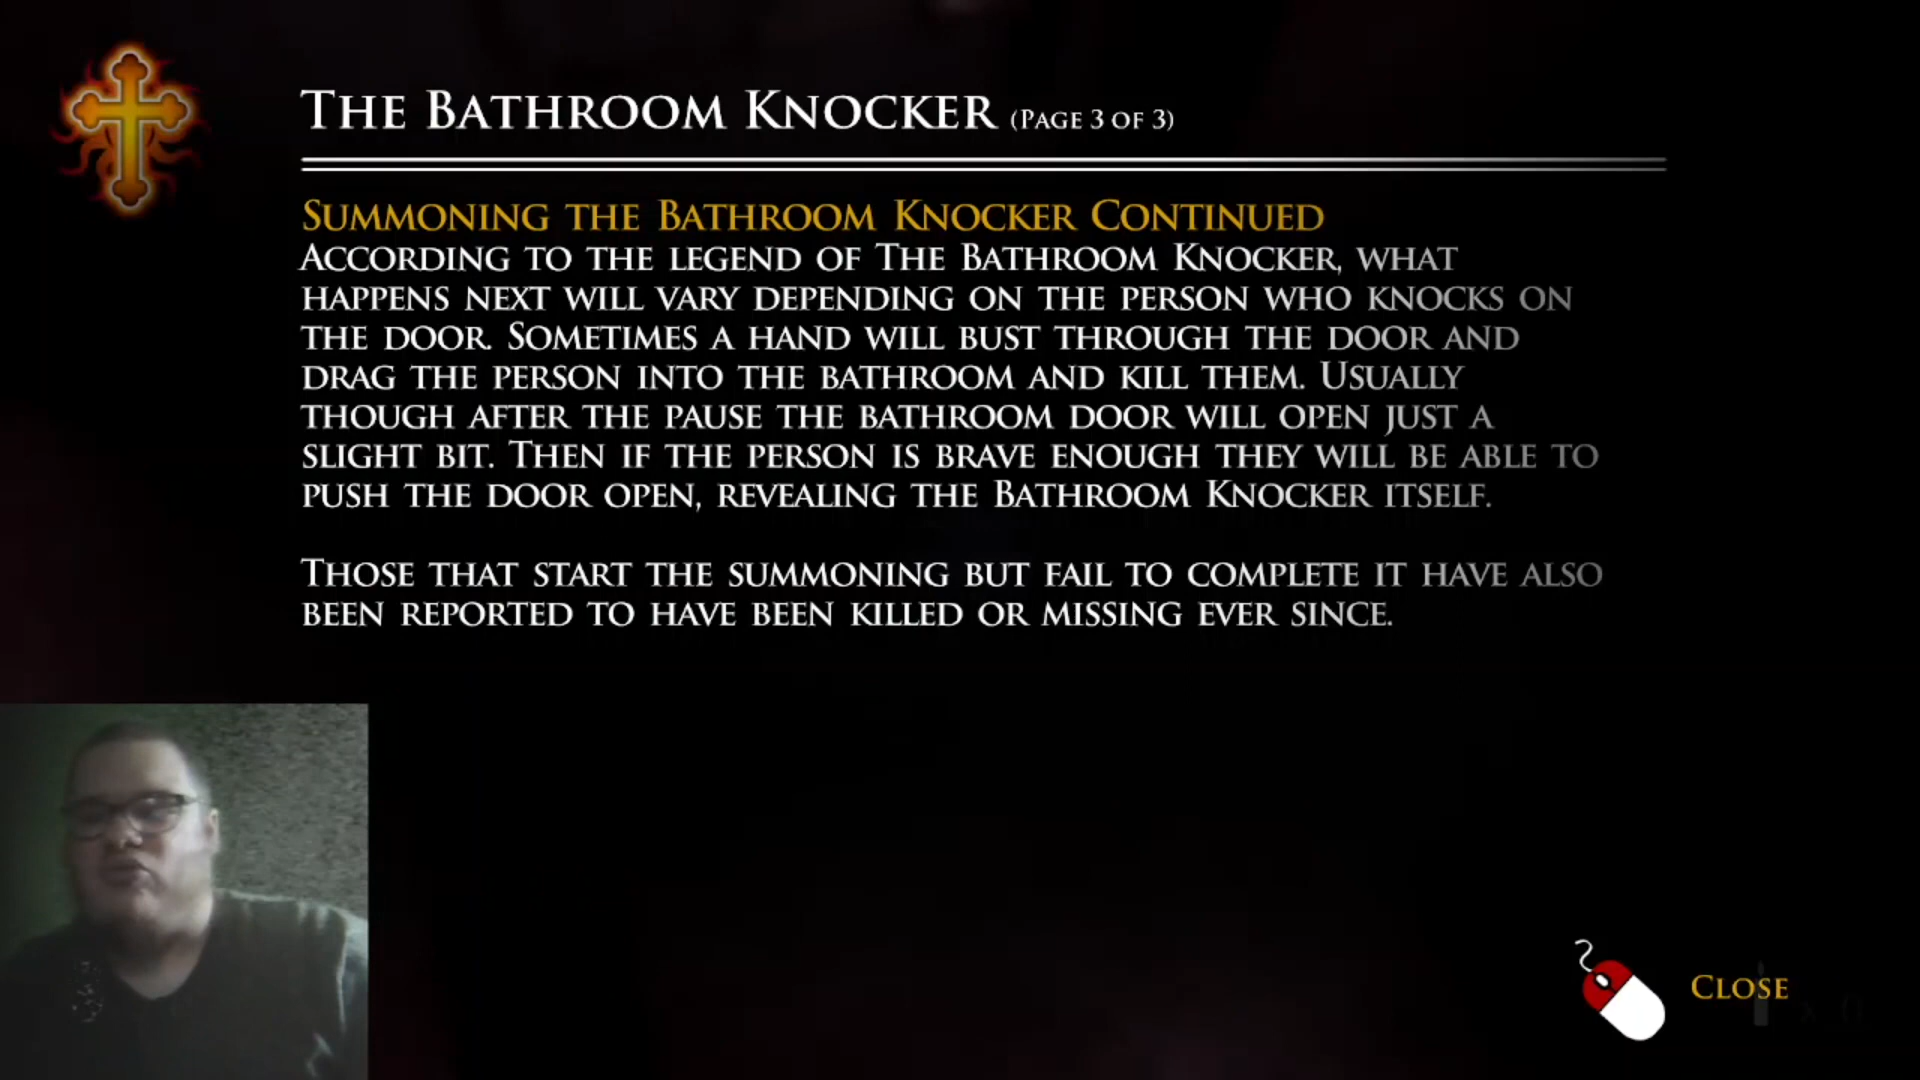 The Bathroom Knocker (Page 3 of 3)
Summoning the Bathroom Knocker Continued
According to the legend of The Bathroom Knocker, what
happens next will vary depending on the person who knocks on
the door. Sometimes a hand will bust through the door and
drag the person into the bathroom and kill them. Usually
though after the pause the bathroom door will open just a
slight bit. Then if the person is brave enough they will be able to
push the door open, revealing the Bathroom Knocker itself.
Those that start the summoning but fail to complete it have also
been reported to have been killed or missing ever since.
Close